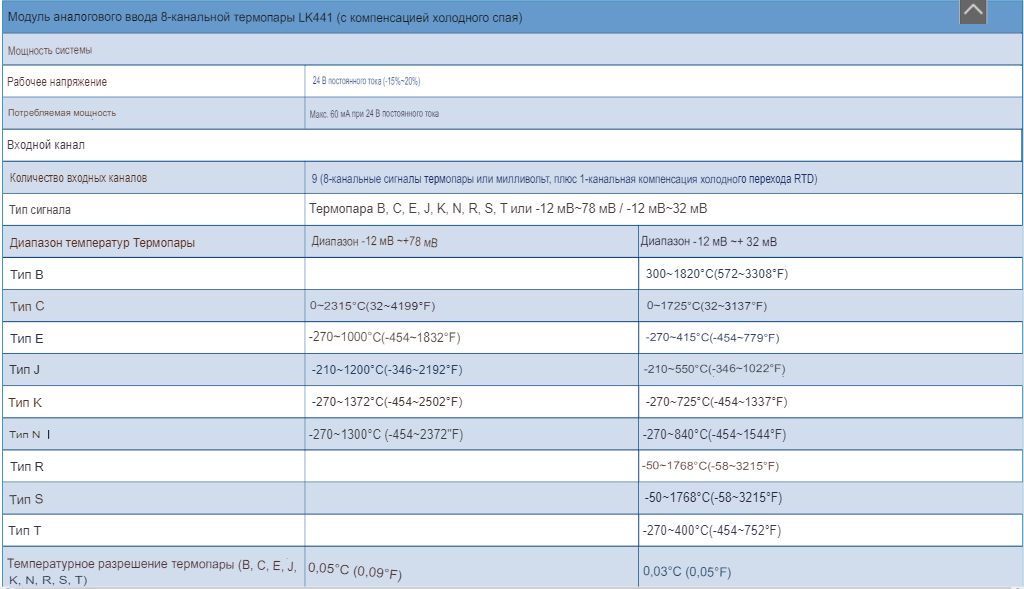 Модуль аналогового ввода 8-канальной термопары LK441 (с компенсацией холодного спая)
Мощность системы
Рабочее напряжение 24 В постоянного тока (-15%~20%)
Потребляемая мощность Макс. 60 мА при 24 В постоянного тока
Входной канал
Количество входных каналов 9 (8-канальные сигналы термопары или милливольт, плюс 1-канальная компенсация холодного перехода RTD)
Тип сигнала Термопара B, C, E, J, K, N, R, S, T или -12 мВ~78 мВ / -12 мВ~32 мВ
Диапазон температур Термопары Диапазон -12 мВ ~+78 мВ Диапазон -12 мВ ~+ 32 мВ
Тип B 300~1820°C(572~3308°F)
Тип C 0~2315°C(32~4199°F) 0~1725°C(32~3137°F)
Тип E -270~1000°C(-454~1832°F) -270~415°C(-454~779°F)
Тип J -210~1200°C(-346~2192°F) -210~550°C(-346~1022°F)
Тип K -270~1372°C(-454~2502°F) -270~725°C(-454~1337°F)
Тип N I -270~1300°C (-454~2372"F) -270~840°C(-454~1544°F)
Тип R -50~1768°C(-58~3215°F)
Тип S -50~1768°C(-58~3215°F)
Тип T -270~400°C(-454~752°F)
Температурное разрешение термопары (B, C, E, J, 0,05°C (0,09°F) 0,03°C (0,05°F)
K, N, R, S, T)